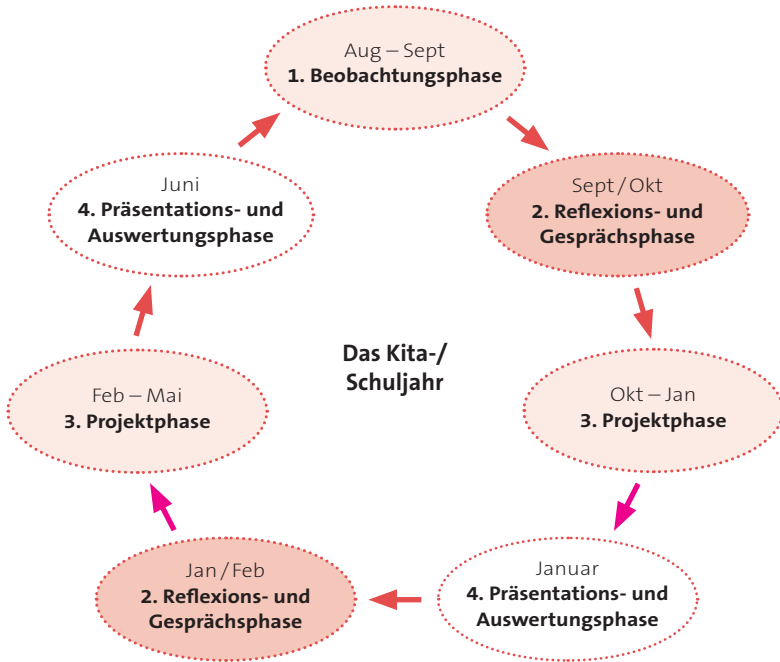 Aug – Sept
1. Beobachtungsphase
Sept / Okt
2. Reflexions- und
Gesprächsphase
Okt – Jan
3. Projektphase
Januar
4. Präsentations- und
Auswertungsphase
Jan / Feb
2. Reflexions- und
Gesprächsphase
Feb – Mai
3. Projektphase
Juni
4. Präsentations- und
Auswertungsphase
Das Kita-/
Schuljahr